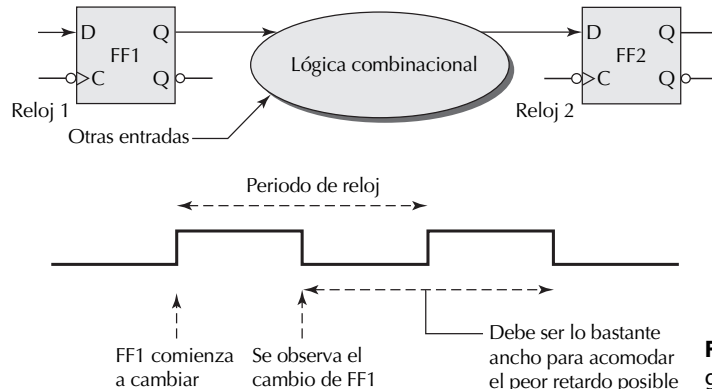 D Q
FF1
C Q
Reloj 1
Otras entradas
Lógica combinacional
D Q
FF2
C Q
Reloj 2
Periodo de reloj
FF1 comienza
a cambiar
Se observa el
cambio de FF1
Debe ser lo bastante
ancho para acomodar
el peor retardo posible